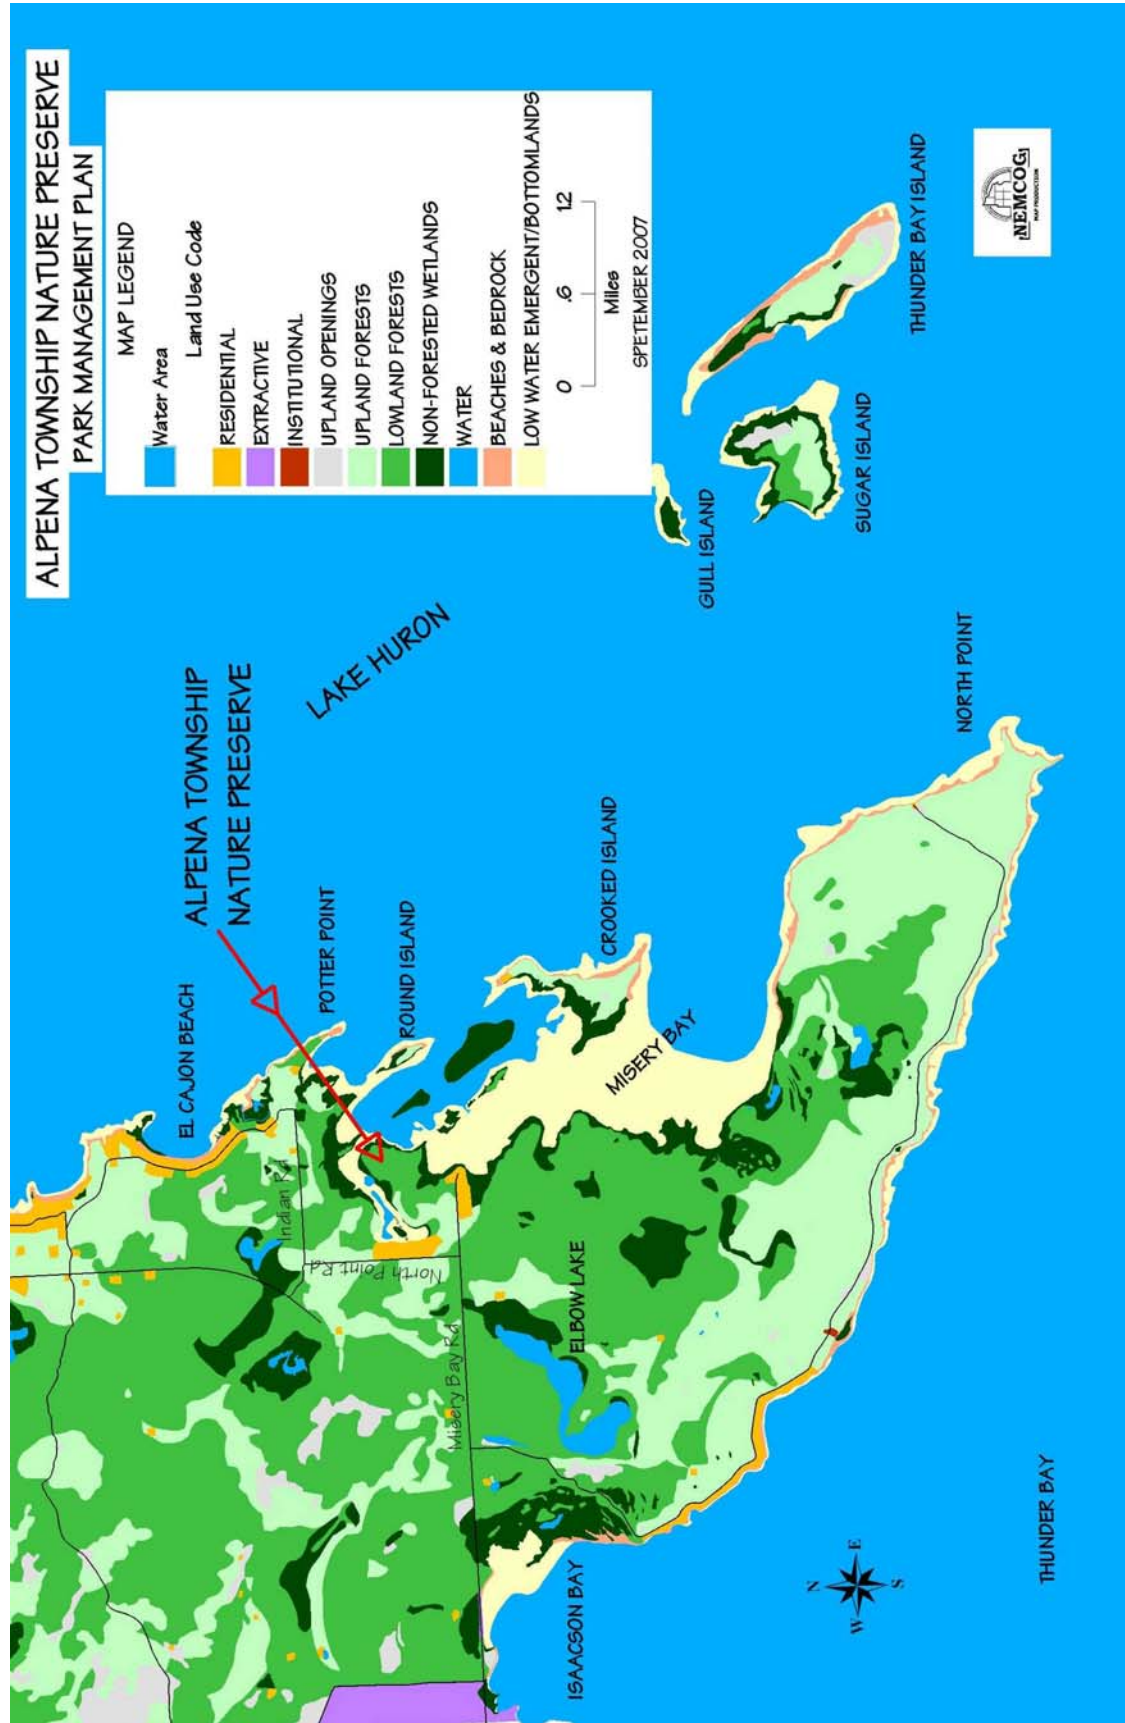 ALPENA TOWNSHIP NATURE PRESERVE
PARK MANAGEMENT PLAN
MAP LEGEND
Water Area
Land Use Code
RESIDENTIAL
EXTRACTIVE
INSTITUTIONAL
UPLAND OPENINGS
UPLAND FORESTS
LOWLAND FORESTS
NON-FORESTED WETLANDS
WATER
BEACHES & BEDROCK
LOW WATER EMERGENT/BOTTOMLANDS
0 .6 1.2
Miles
SPETEMBER 2007
ALPENA TOWNSHIP
NATURE PRESERVE
LAKE HURON
EL CAJON BEACH
POTTER POINT
ROUND ISLAND
CROOKED ISLAND
MISERY BAY
GULL ISLAND
SUGAR ISLAND
THUNDER BAY ISLAND
NORTH POINT
Indian Rd
North Point Rd
Misery Bay Rd
ELBOW LAKE
ISAACSON BAY
THUNDER BAY
N
W
E
S
NEMCOG
MAP PRODUCTION